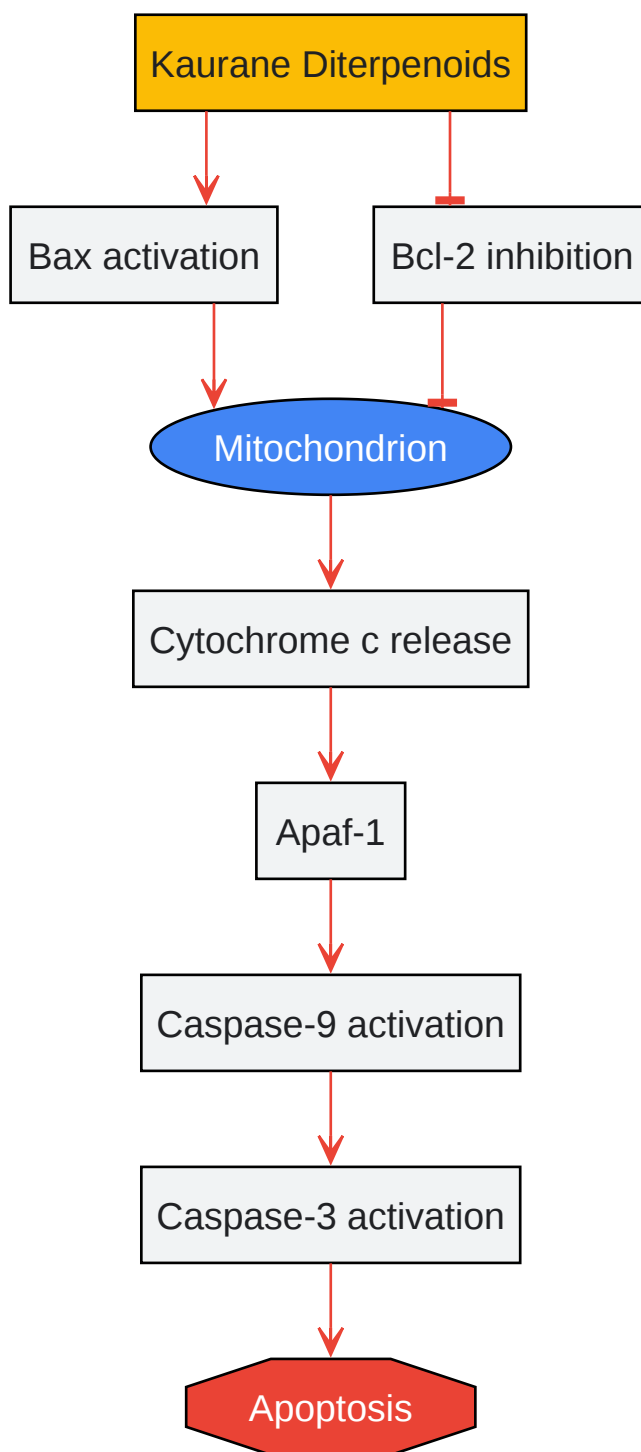 Kaurane Diterpenoids
Bax activation
Bcl-2 inhibition
Mitochondrion
Cytochrome c release
Apaf-1
Caspase-9 activation
Caspase-3 activation
Apoptosis